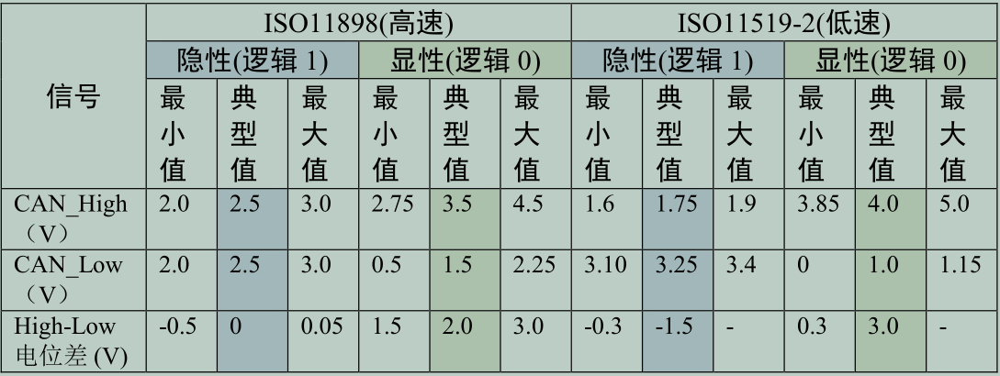 信号 ISO11898(高速) ISO11519-2(低速)
隐性(逻辑 1) 显性(逻辑 0) 隐性(逻辑 1) 显性(逻辑 0)
最小值 典型值 最大值 最小值 典型值 最大值 最小值 典型值 最大值 最小值 典型值 最大值
CAN_High（V） 2.0 2.5 3.0 2.75 3.5 4.5 1.6 1.75 1.9 3.85 4.0 5.0
CAN_Low（V） 2.0 2.5 3.0 0.5 1.5 2.25 3.10 3.25 3.4 0 1.0 1.15
High-Low 电位差 (V) -0.5 0 0.05 1.5 2.0 3.0 -0.3 -1.5 - 0.3 3.0 -